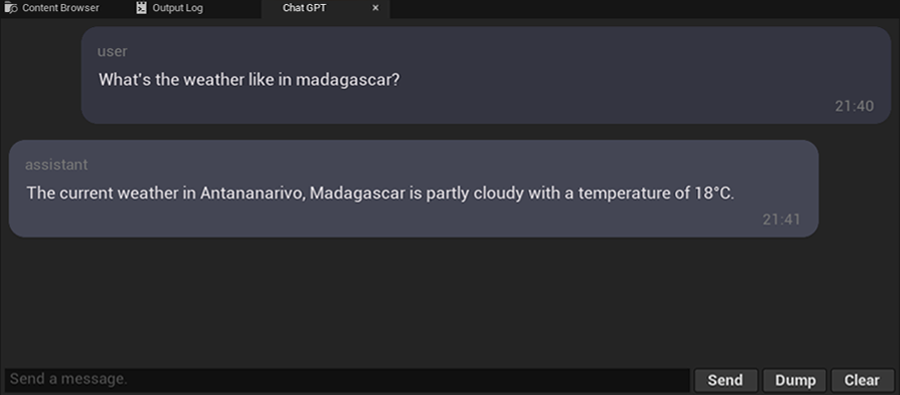 Content Browser Output Log Chat GPT ×
user
What's the weather like in madagascar?
21:40
assistant
The current weather in Antananarivo, Madagascar is partly cloudy with a temperature of 18°C.
21:41
Send a message. Send Dump Clear